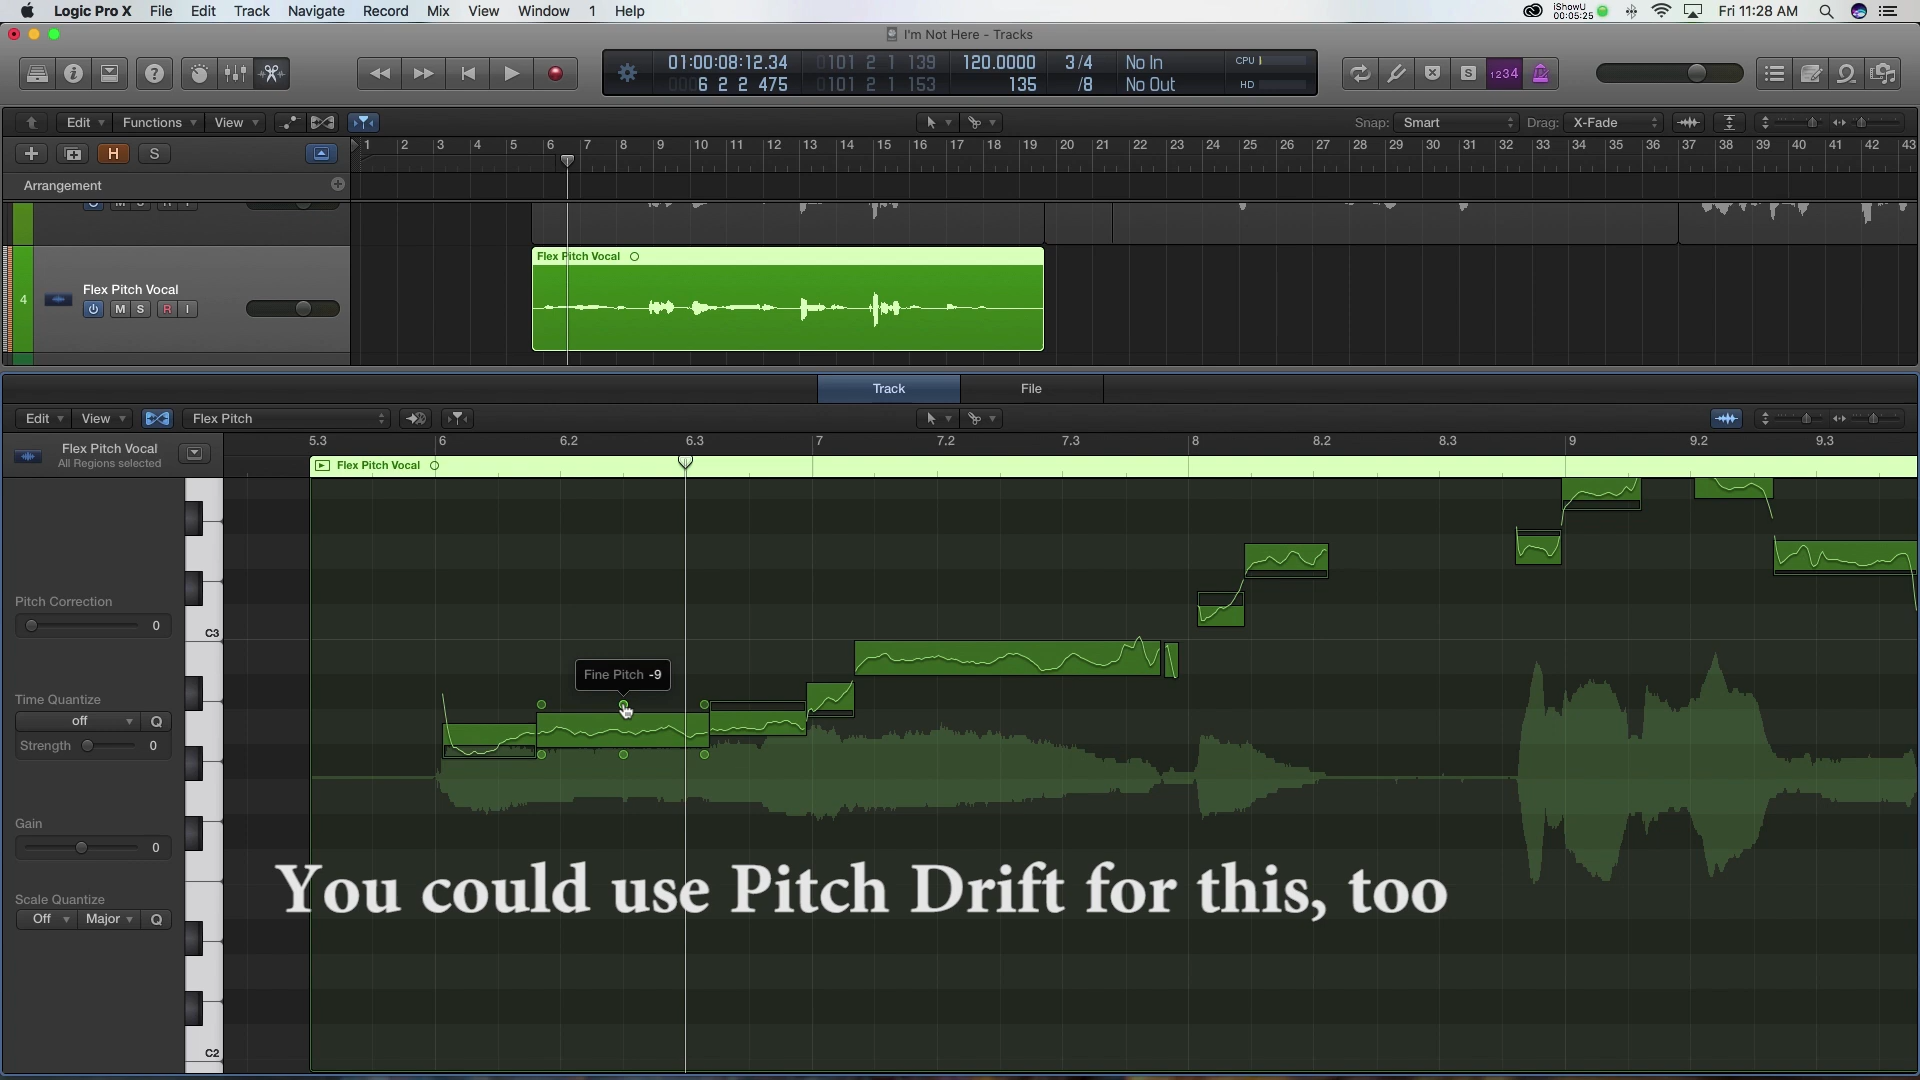 Logic Pro X File Edit Track Navigate Record Mix View Window 1 Help iShowU 00:05:25 Fri 11:28 AM
I'm Not Here - Tracks
01:00:08:12.34 0101 2 1 139 120.0000 3/4 No In CPU
0006 2 2 475 0101 2 1 153 135 /8 No Out HD
S 1234
Edit Functions View Snap: Smart Drag: X-Fade
H S
1 2 3 4 5 6 7 8 9 10 11 12 13 14 15 16 17 18 19 20 21 22 23 24 25 26 27 28 29 30 31 32 33 34 35 36 37 38 39 40 41 42 43
Arrangement
M S R I
Flex Pitch Vocal
4 Flex Pitch Vocal
M S R I
Track File
Edit View Flex Pitch
5.3 6 6.2 6.3 7 7.2 7.3 8 8.2 8.3 9 9.2 9.3
Flex Pitch Vocal
All Regions selected
Flex Pitch Vocal
Pitch Correction
0
C3
Fine Pitch -9
Time Quantize
off Q
Strength 0
Gain
0
You could use Pitch Drift for this, too
Scale Quantize
Off Major Q
C2